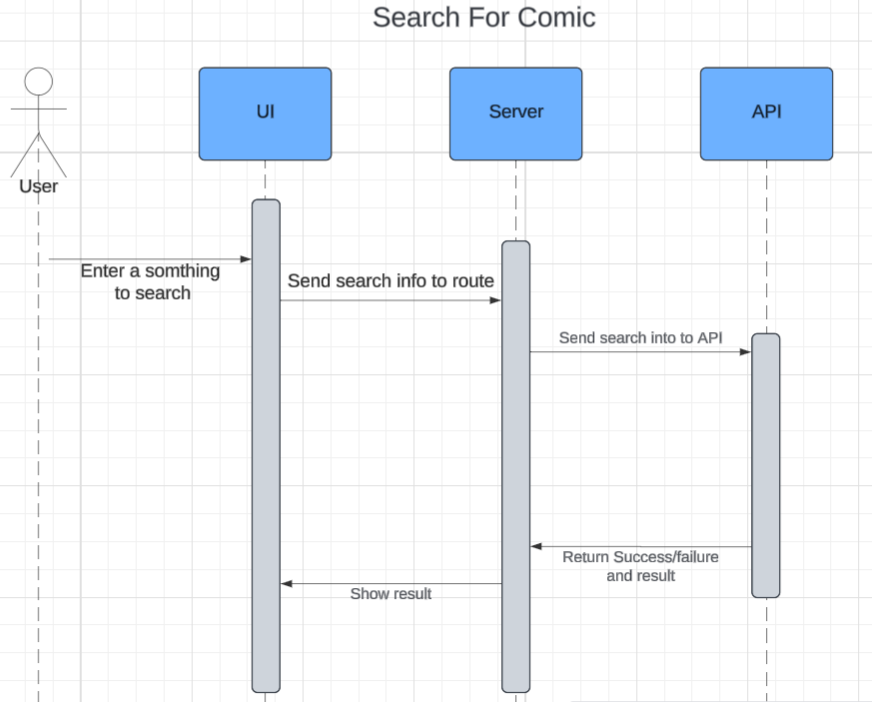 Search For Comic
UI
Server
API
User
Enter a somthing
to search
Send search info to route
Send search into to API
Return Success/failure
and result
Show result